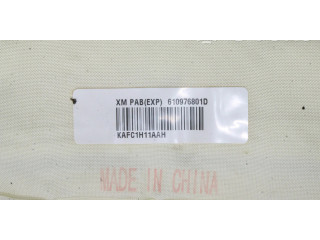 XM PAB(EXP) 610976801D
KAFC1H11AAH
MADE IN CHINA